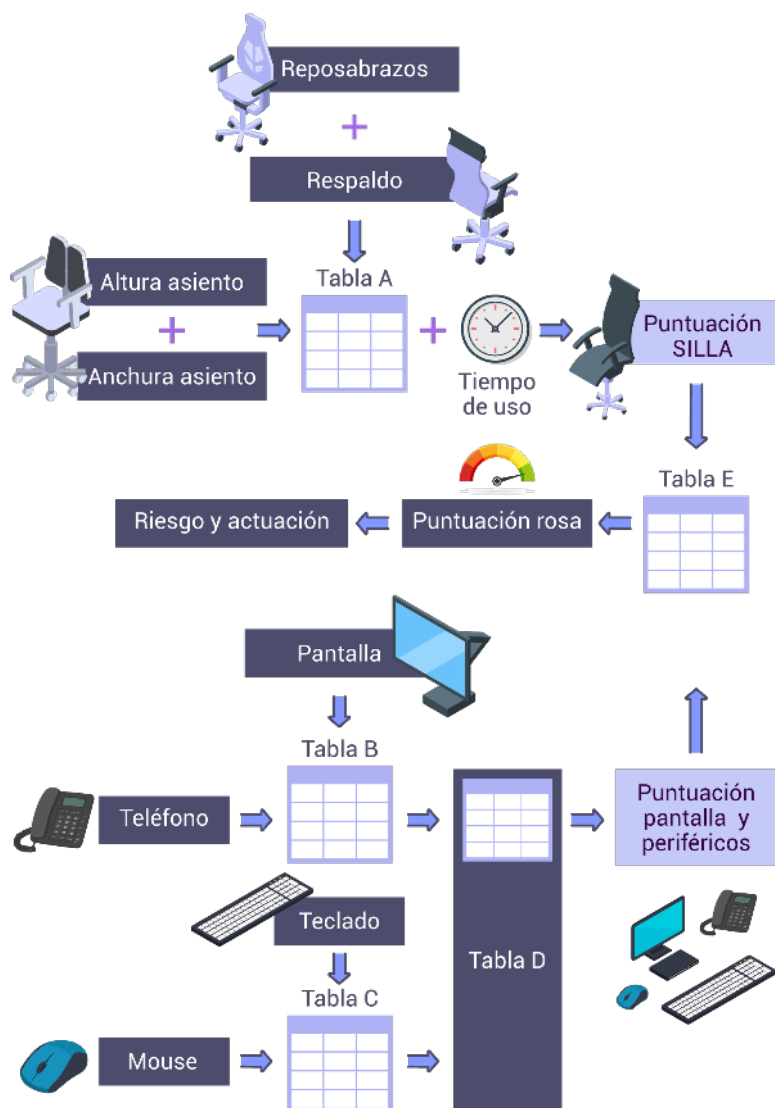 Reposabrazos
+
Respaldo
Tabla A
Altura asiento
+
Anchura asiento
+
Tiempo
de uso
Puntuación
SILLA
Tabla E
Riesgo y actuación
Puntuación rosa
Pantalla
Tabla B
Teléfono
Puntuación
pantalla y
periféricos
Teclado
Tabla D
Tabla C
Mouse